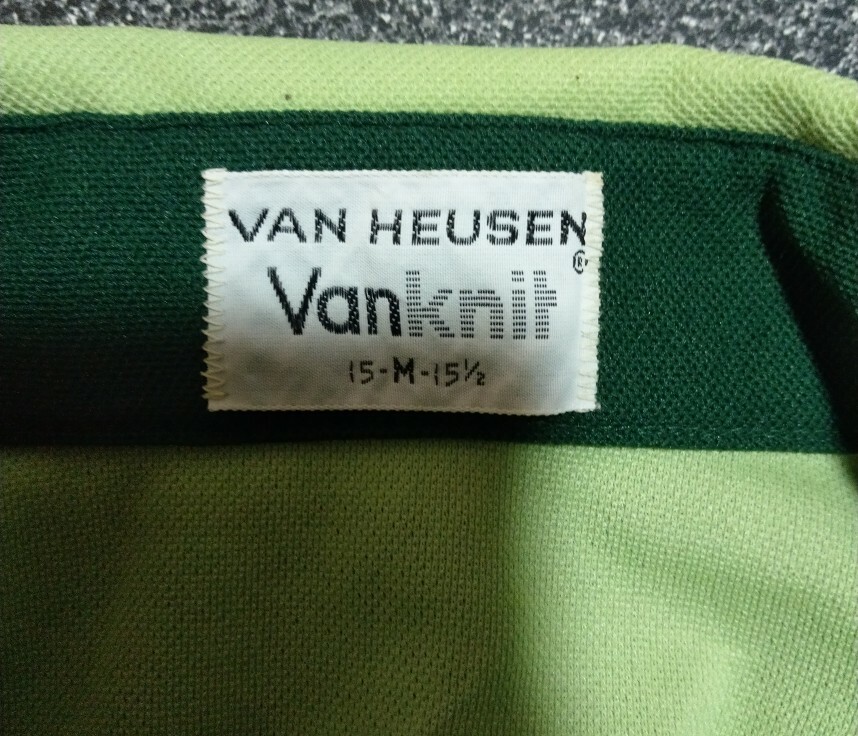 VAN HEUSEN
®
Vanknit
15-M-15½